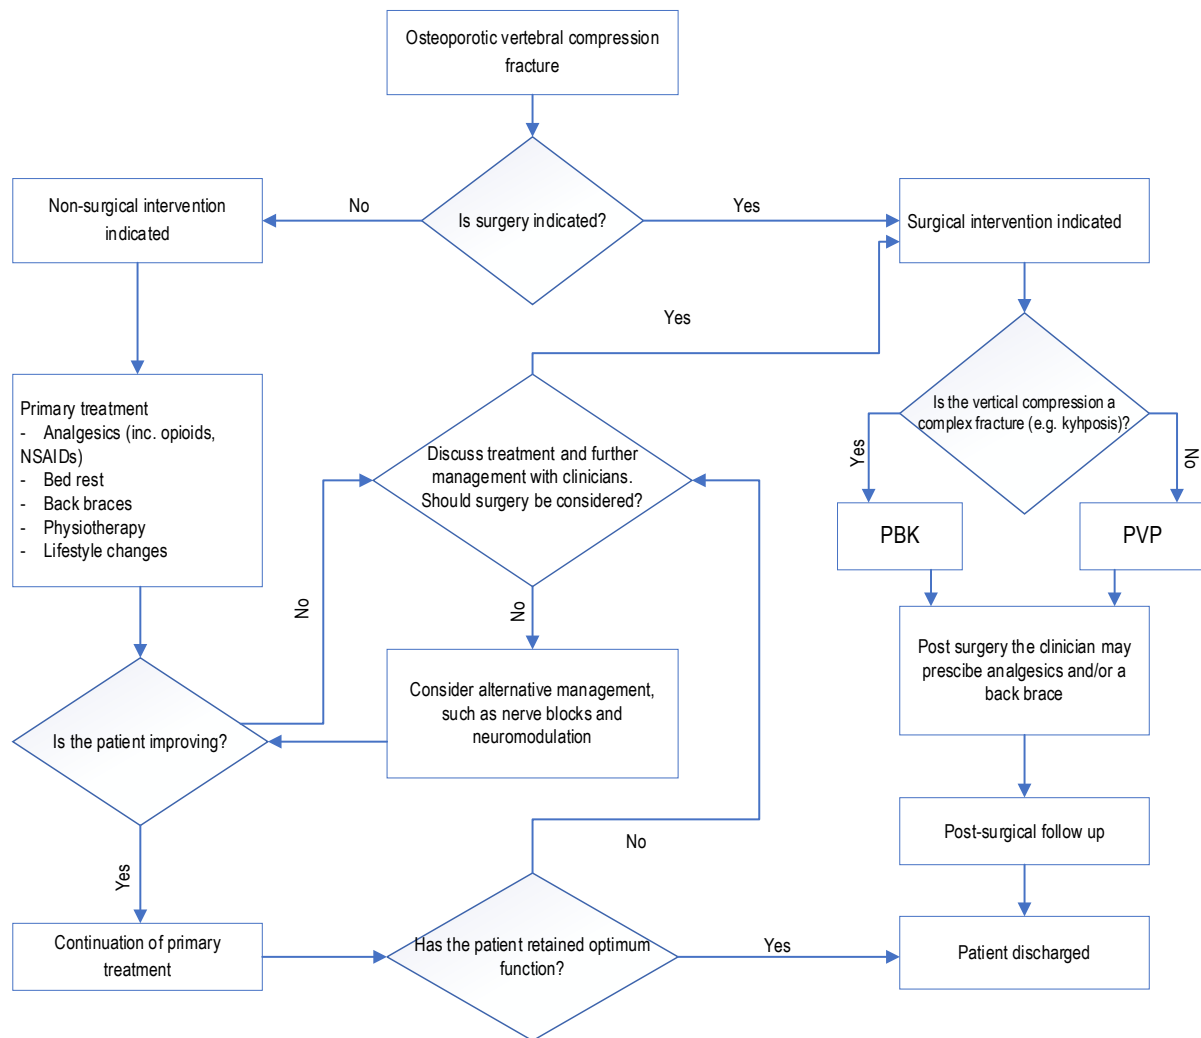 Osteoporotic vertebral compression
fracture
Is surgery indicated?
No
Yes
Non-surgical intervention
indicated
Surgical intervention indicated
Yes
Primary treatment
- Analgesics (inc. opioids,
NSAIDs)
- Bed rest
- Back braces
- Physiotherapy
- Lifestyle changes
Discuss treatment and further
management with clinicians.
Should surgery be considered?
Is the vertical compression a
complex fracture (e.g. kyhposis)?
Yes
No
PBK
PVP
No
No
Post surgery the clinician may
prescibe analgesics and/or a
back brace
Consider alternative management,
such as nerve blocks and
neuromodulation
Is the patient improving?
Post-surgical follow up
No
Yes
Continuation of primary
treatment
Has the patient retained optimum
function?
Yes
Patient discharged